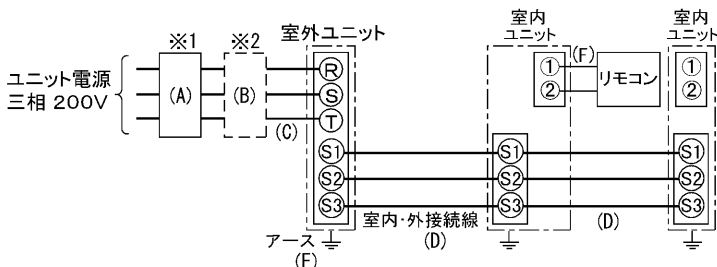 ※1
※2
室外ユニット
室内
ユニット
室内
ユニット
ユニット電源
三相 200V
(A)
(B)
(C)
R
S
T
① (F)
②
リモコン
①
②
S1
S2
S3
S1
S2
S3
S1
S2
S3
室内・外接続線
(D)
(D)
アース
(E)